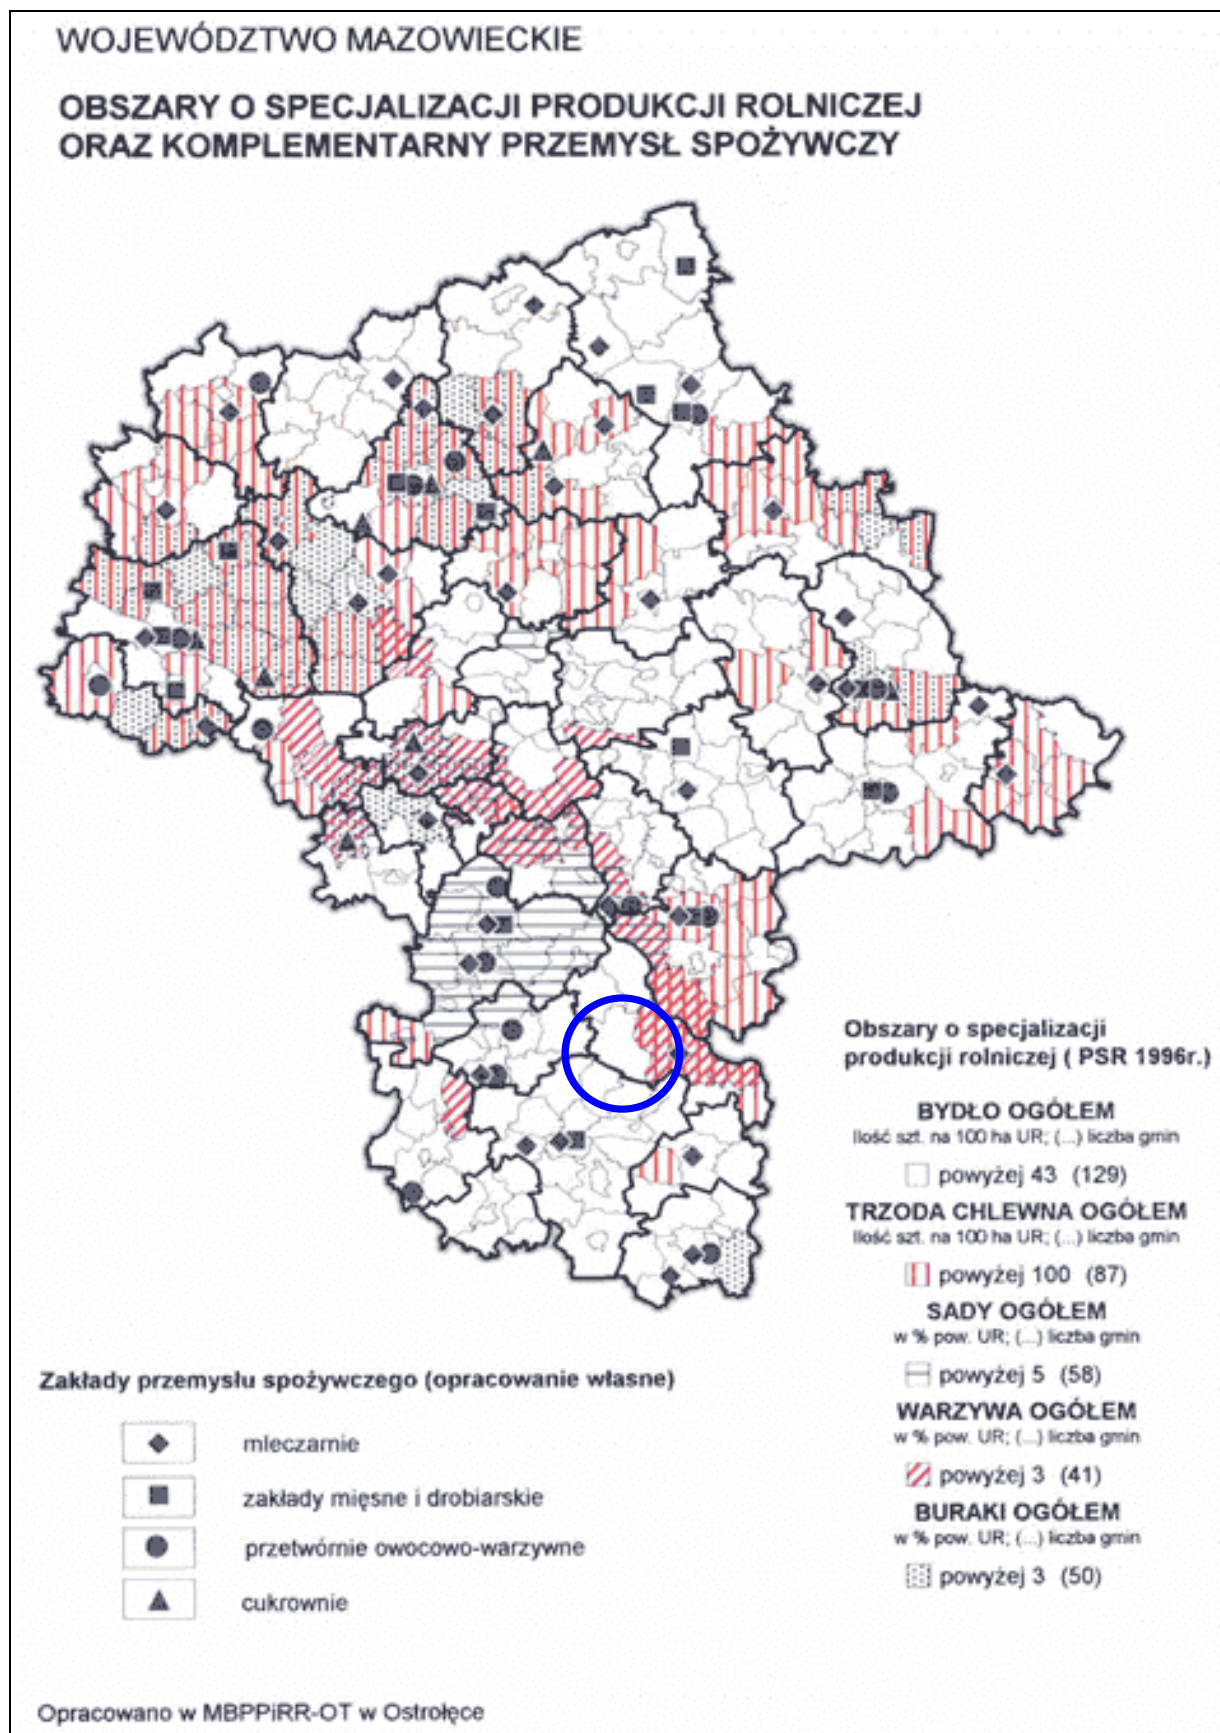 WOJEWÓDZTWO MAZOWIECKIE
OBSZARY O SPECJALIZACJI PRODUKCJI ROLNICZEJ
ORAZ KOMPLEMENTARNY PRZEMYSŁ SPOŻYWCZY
Obszary o specjalizacji
produkcji rolniczej ( PSR 1996r.)
BYDŁO OGÓŁEM
Ilość szt. na 100 ha UR; (...) liczba gmin
powyżej 43 (129)
TRZODA CHLEWNA OGÓŁEM
Ilość szt. na 100 ha UR; (...) liczba gmin
powyżej 100 (87)
SADY OGÓŁEM
w % pow. UR; (...) liczba gmin
powyżej 5 (58)
WARZYWA OGÓŁEM
w % pow. UR; (...) liczba gmin
powyżej 3 (41)
BURAKI OGÓŁEM
w % pow. UR; (...) liczba gmin
powyżej 3 (50)
Zakłady przemysłu spożywczego (opracowanie własne)
mleczarnie
zakłady mięsne i drobiarskie
przetwórnie owocowo-warzywne
cukrownie
Opracowano w MBPPiRR-OT w Ostrołęce